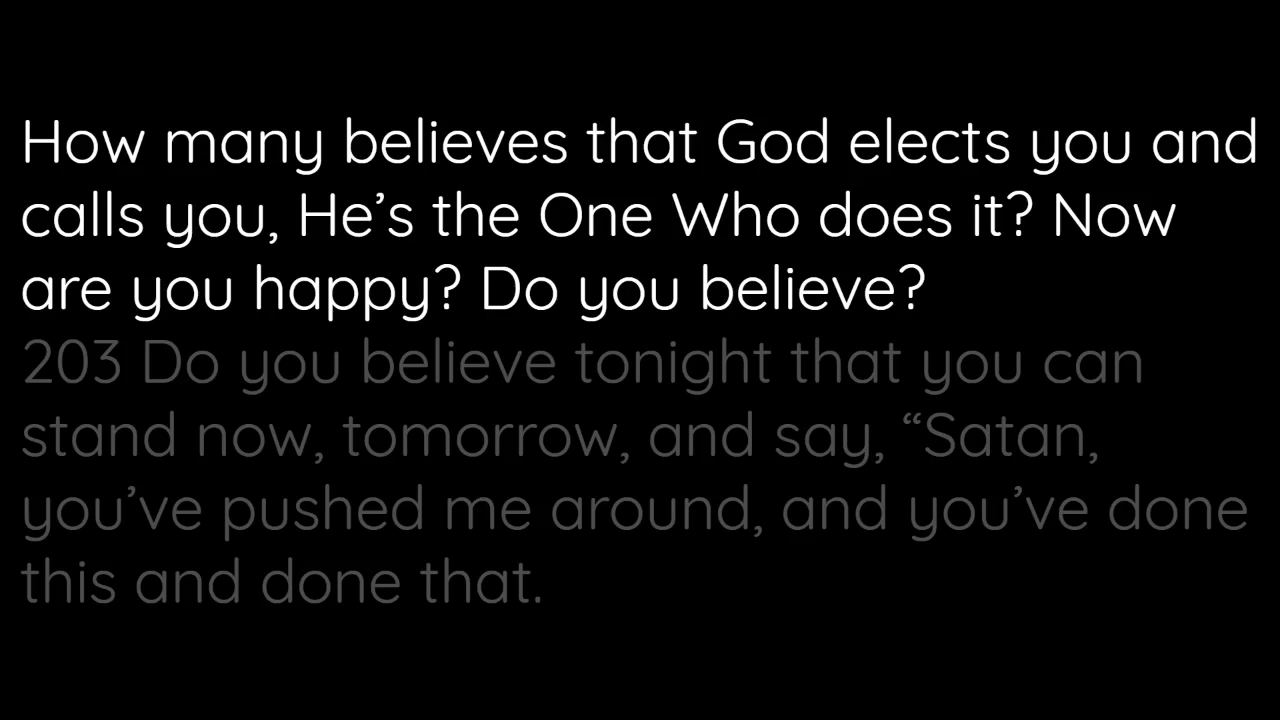 How many believes that God elects you and
calls you, He’s the One Who does it? Now
are you happy? Do you believe?
203 Do you believe tonight that you can
stand now, tomorrow, and say, “Satan,
you’ve pushed me around, and you’ve done
this and done that.